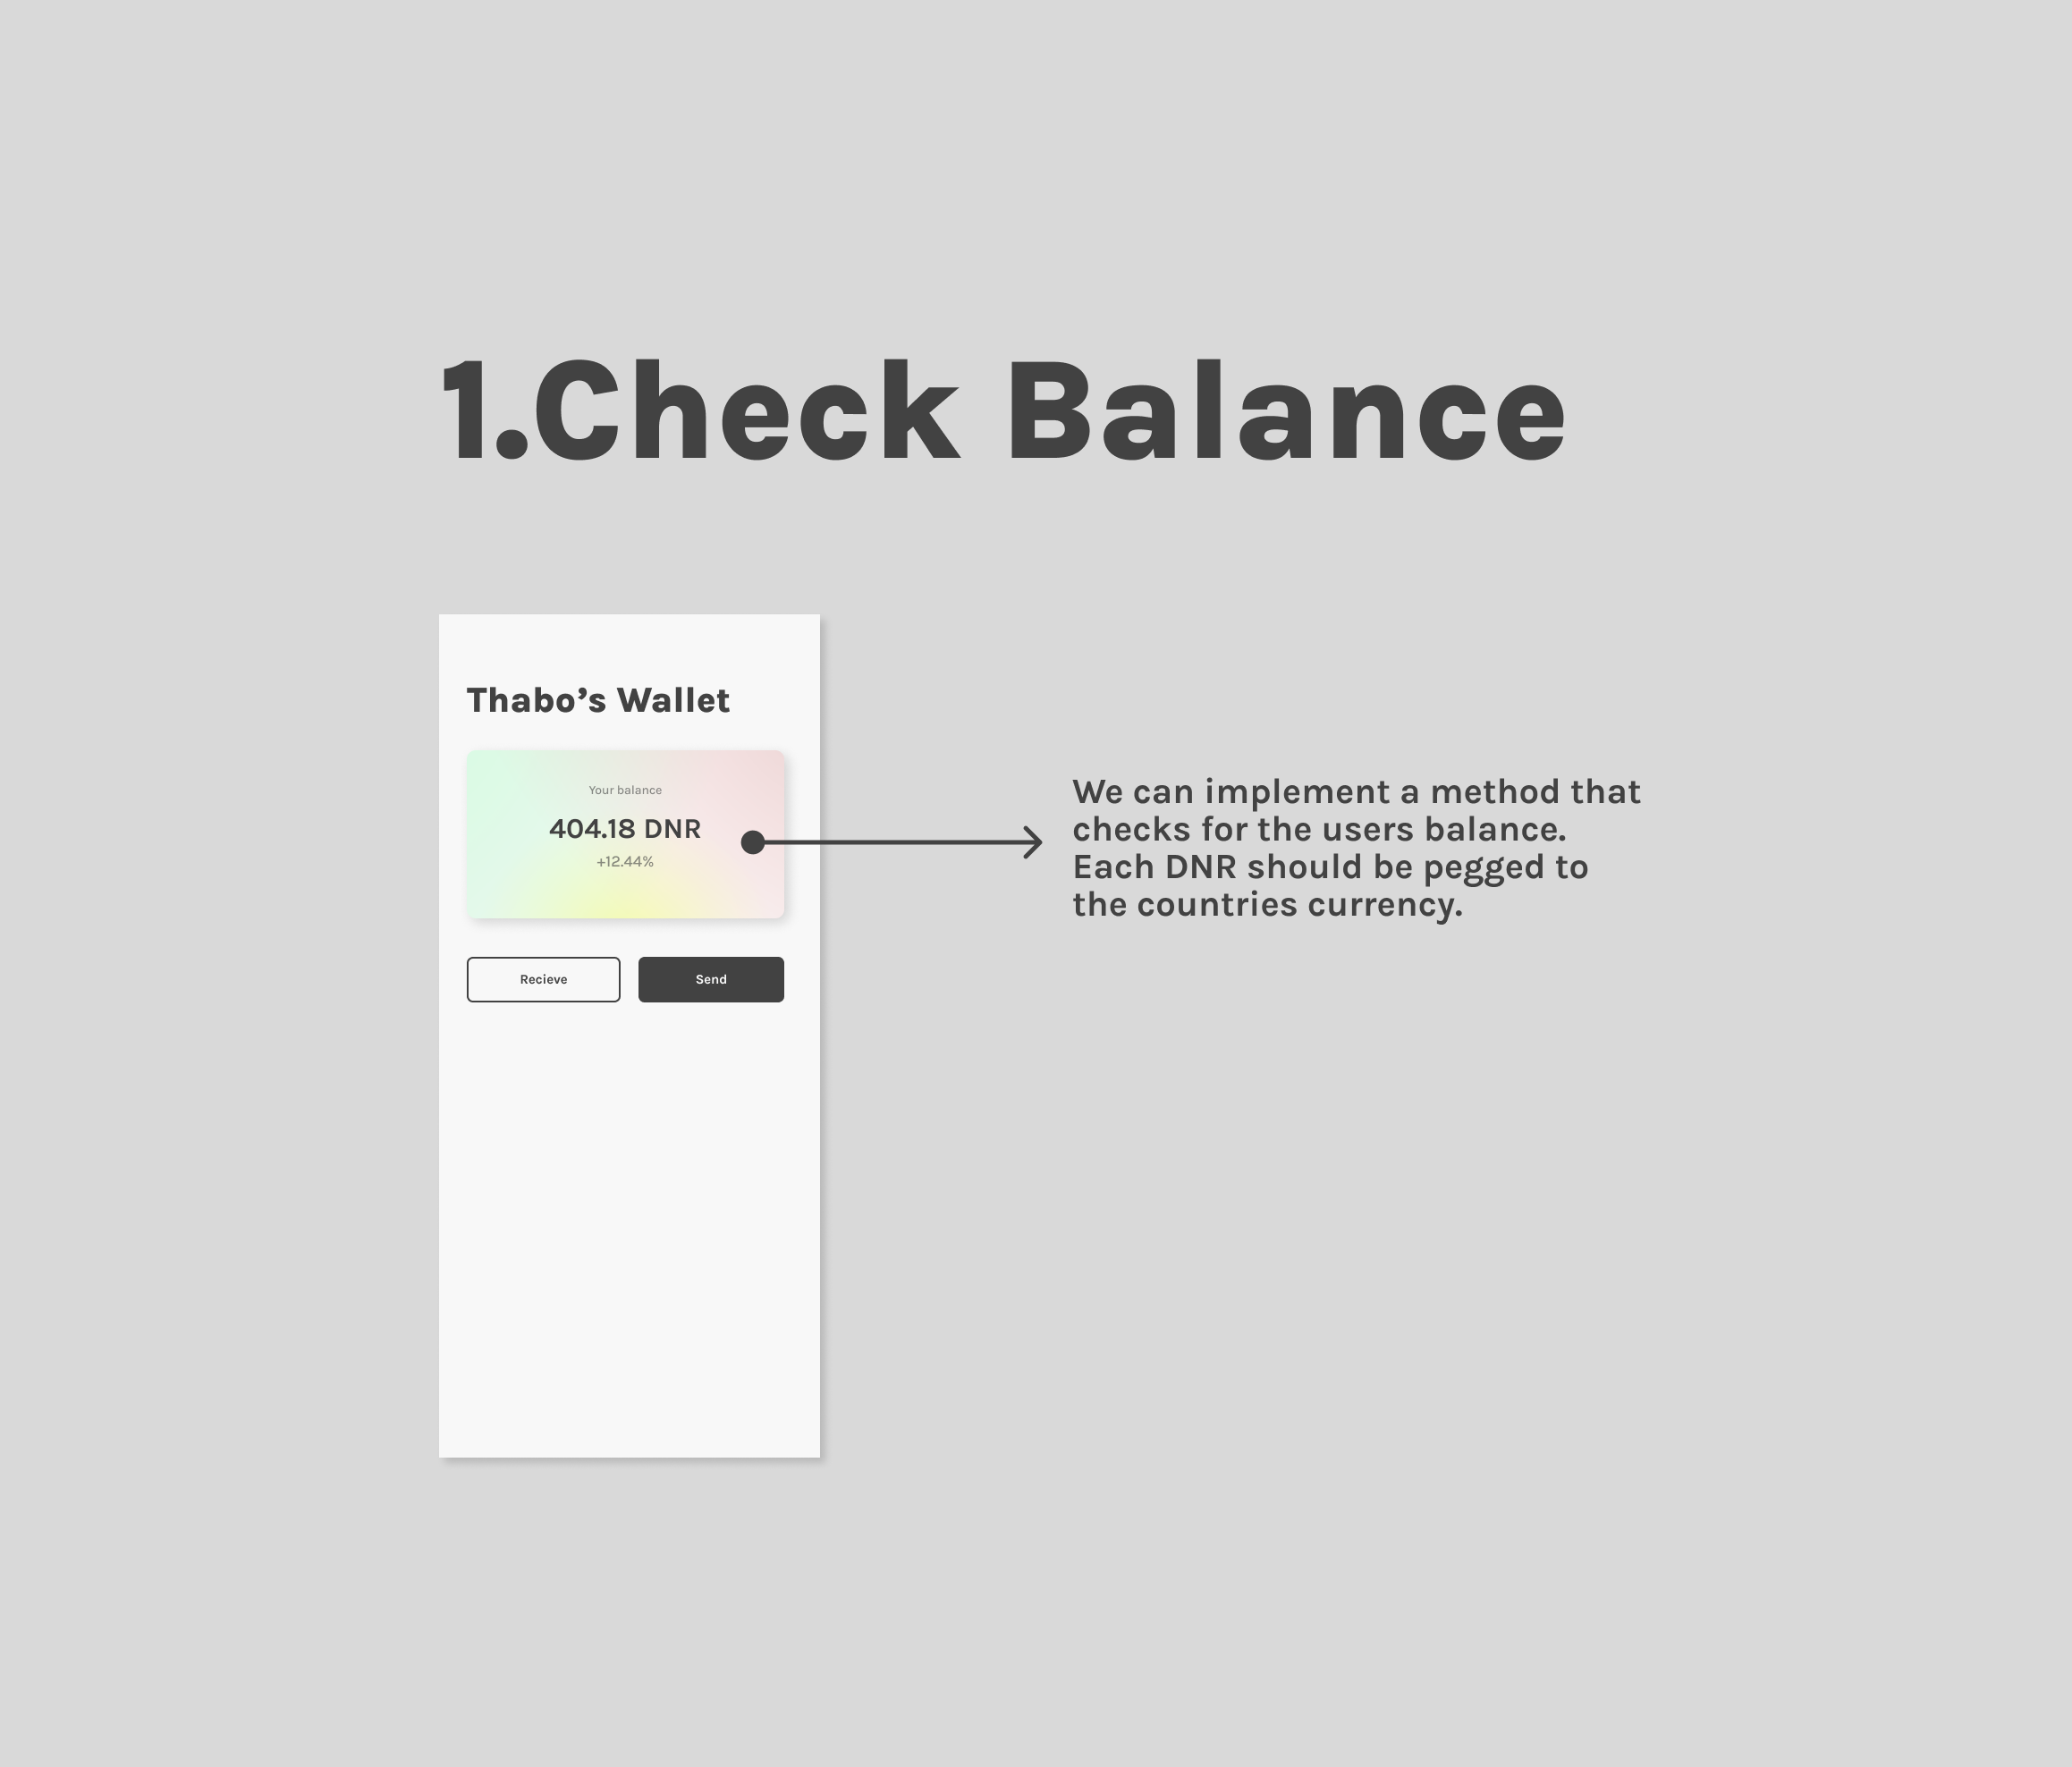 1.Check Balance
Thabo’s Wallet
Your balance
404.18 DNR
+12.44%
Recieve
Send
We can implement a method that
checks for the users balance.
Each DNR should be pegged to
the countries currency.